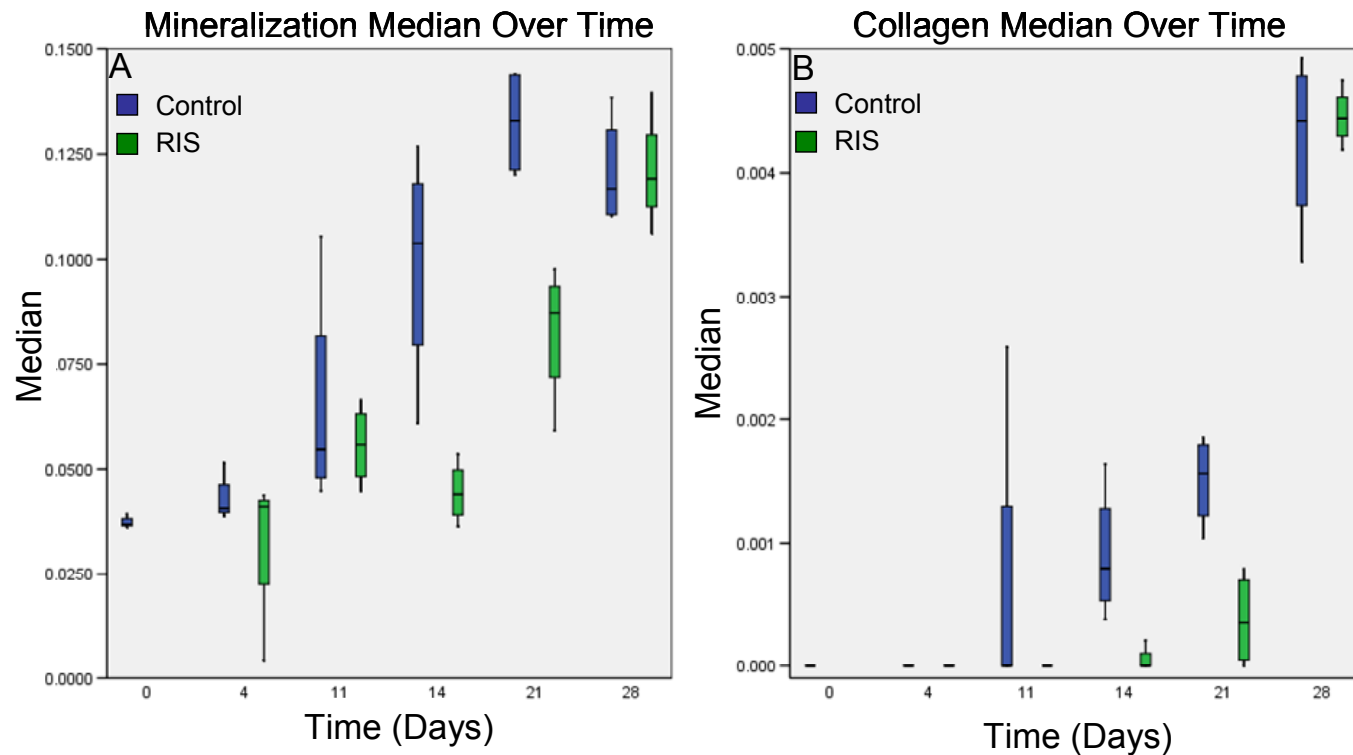 Mineralization Median Over Time
A
Control
RIS
0.1500
0.1250
0.1000
.0750
0.0500
0.0250
0.0000
Median
0 4 11 14 21 28
Time (Days)
Collagen Median Over Time
B
Control
RIS
0.005
0.004
0.003
0.002
0.001
0.000
Median
0 4 11 14 21 28
Time (Days)